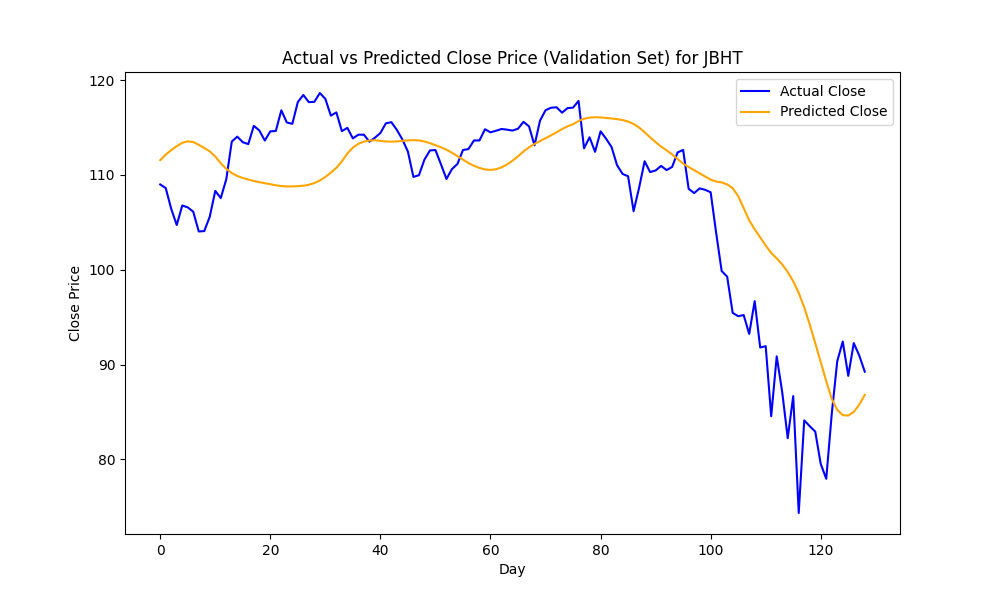 Actual vs Predicted Close Price (Validation Set) for JBHT
Actual Close
Predicted Close
Close Price
120
110
100
90
80
0 20 40 60 80 100 120
Day